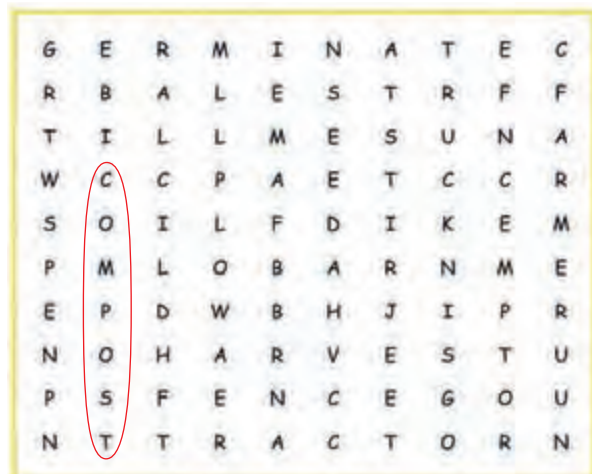 G E R M I N A T E C
R B A L E S T R F F
T I L L M E S U N A
W C C P A E T C C R
S O I L F D I K E M
P M L O B A R N M E
E P D W B H J I P R
N O H A R V E S T U
P S F E N C E G O U
N T T R A C T O R N